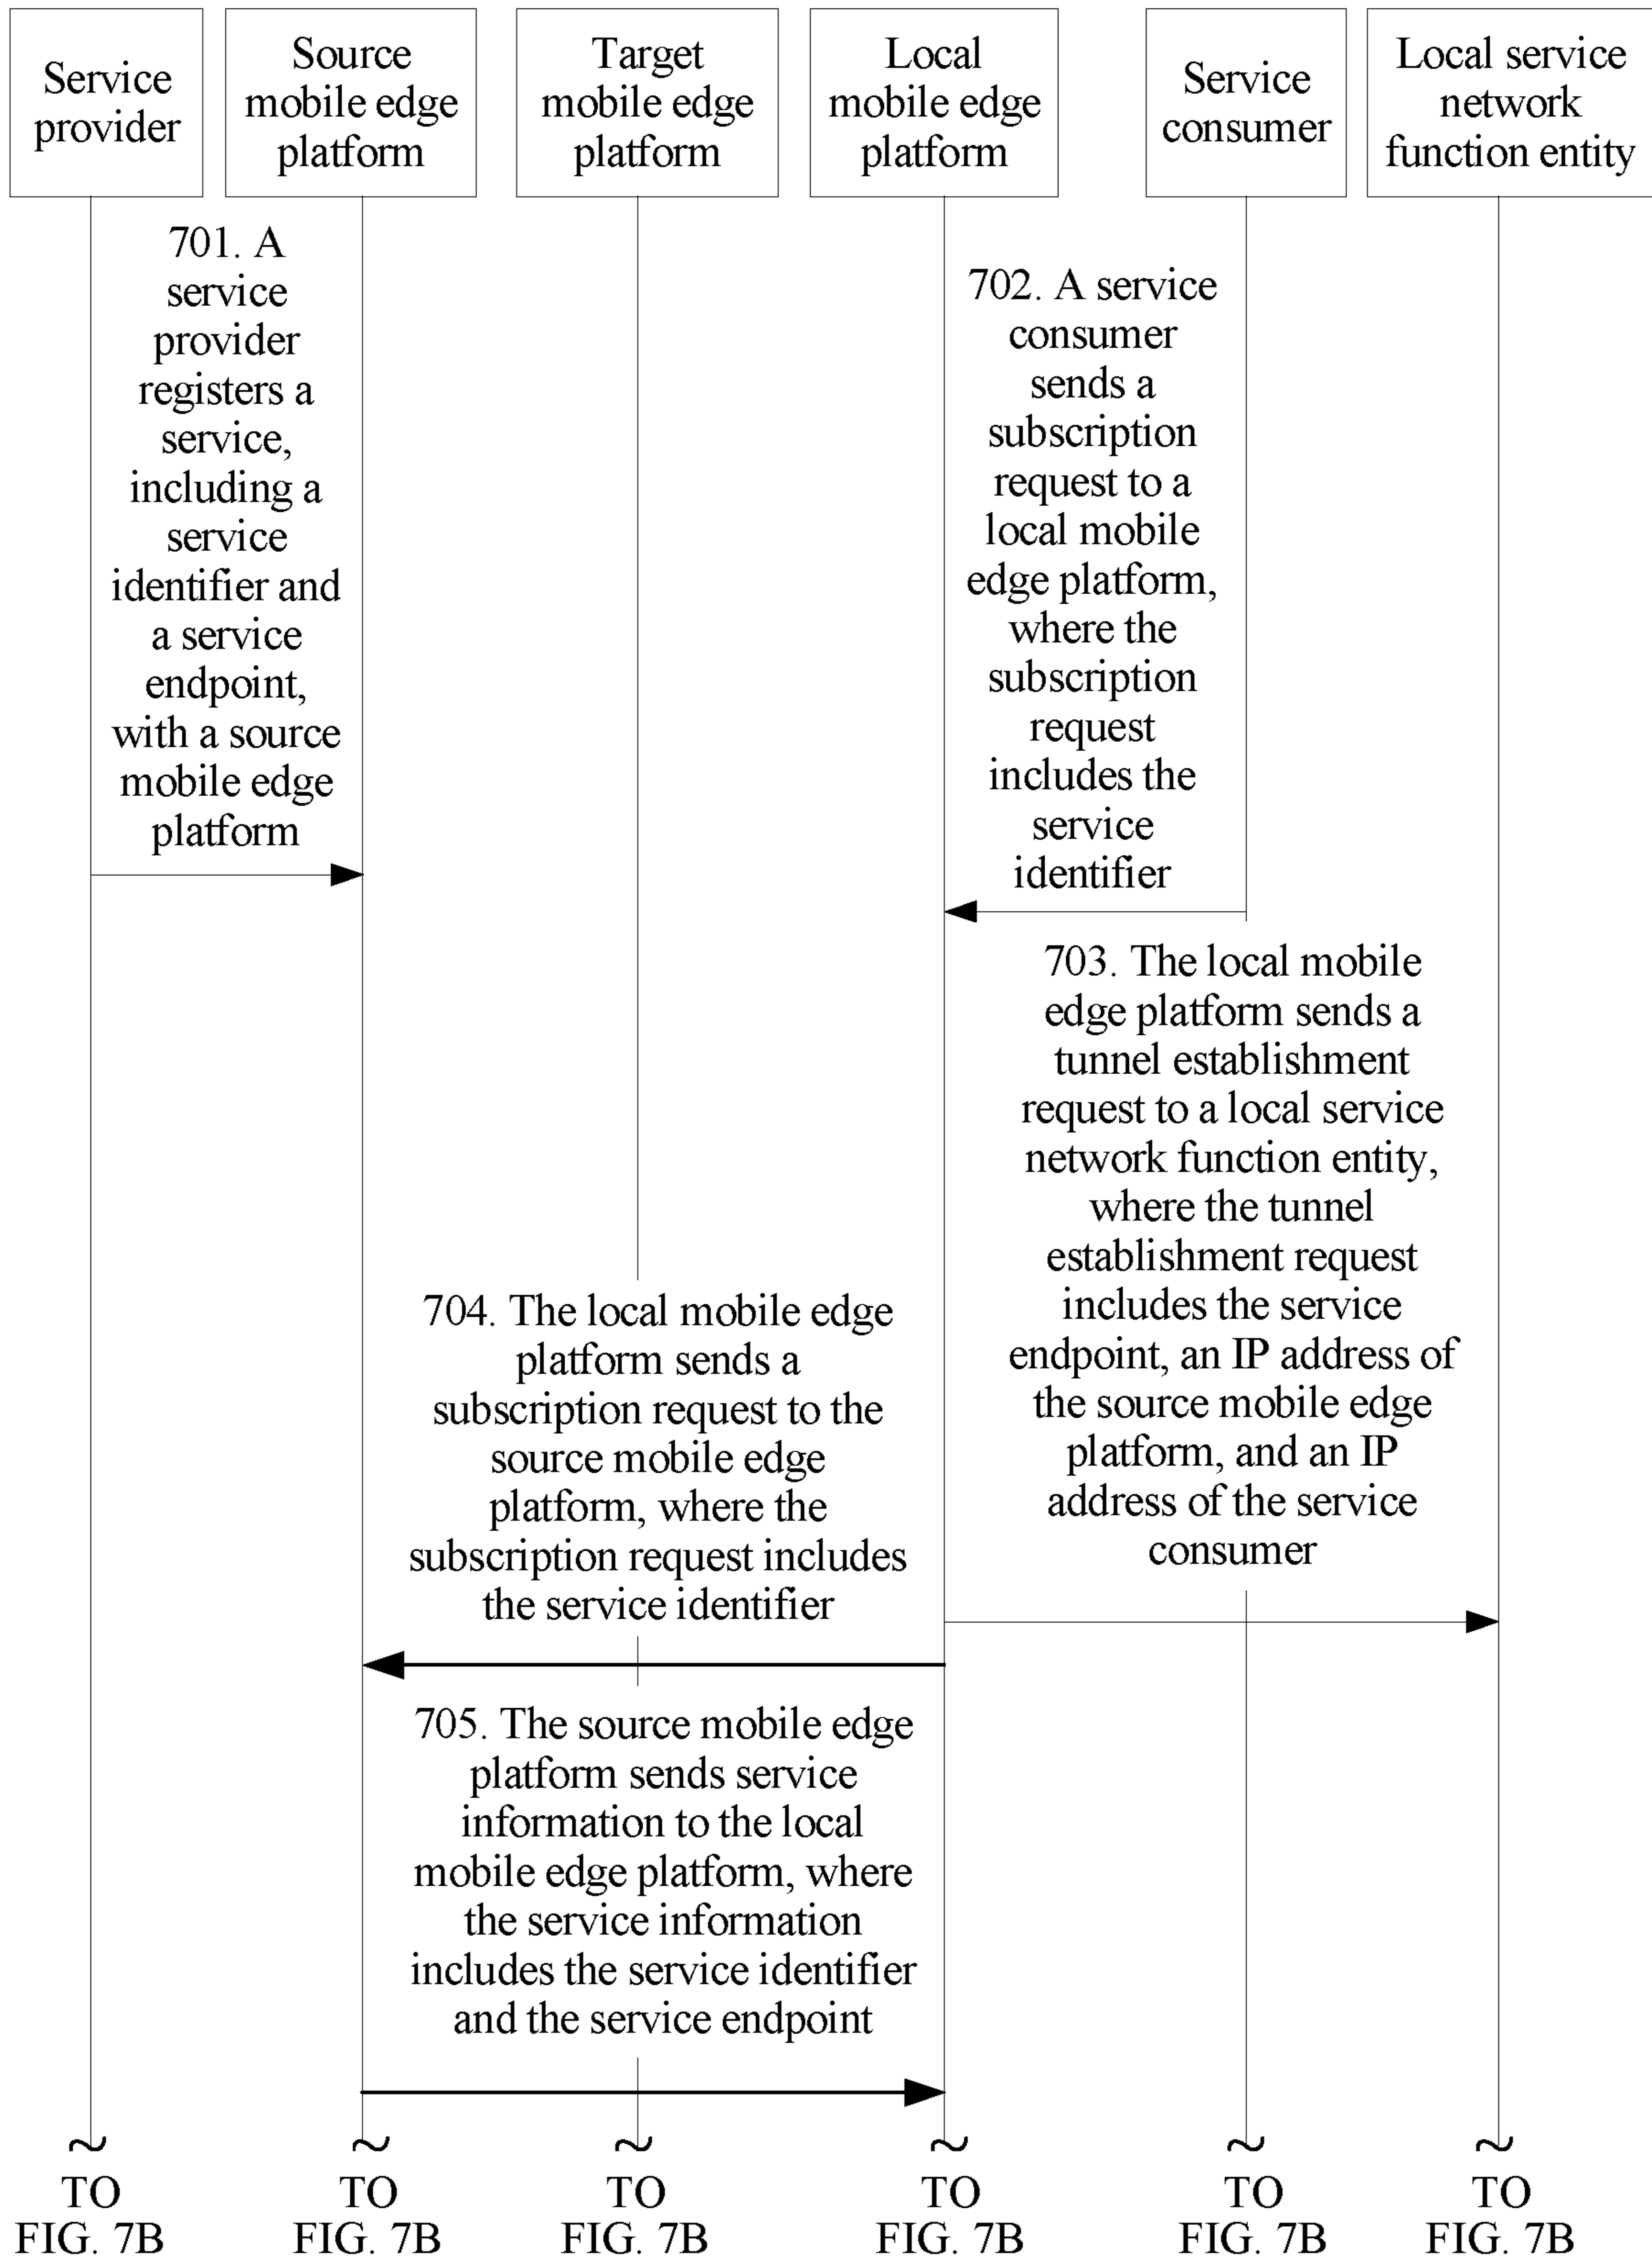 Service
provider
Source
mobile edge
platform
Target
mobile edge
platform
Local
mobile edge
platform
Service
consumer
Local service
network
function entity
701. A
service
provider
registers a
service,
including a
service
identifier and
a service
endpoint,
with a source
mobile edge
platform
702. A service
consumer
sends a
subscription
request to a
local mobile
edge platform,
where the
subscription
request
includes the
service
identifier
703. The local mobile
edge platform sends a
tunnel establishment
request to a local service
network function entity,
where the tunnel
establishment request
includes the service
endpoint, an IP address of
the source mobile edge
platform, and an IP
address of the service
consumer
704. The local mobile edge
platform sends a
subscription request to the
source mobile edge
platform, where the
subscription request includes
the service identifier
705. The source mobile edge
platform sends service
information to the local
mobile edge platform, where
the service information
includes the service identifier
and the service endpoint
TO
FIG. 7B
TO
FIG. 7B
TO
FIG. 7B
TO
FIG. 7B
TO
FIG. 7B
TO
FIG. 7B